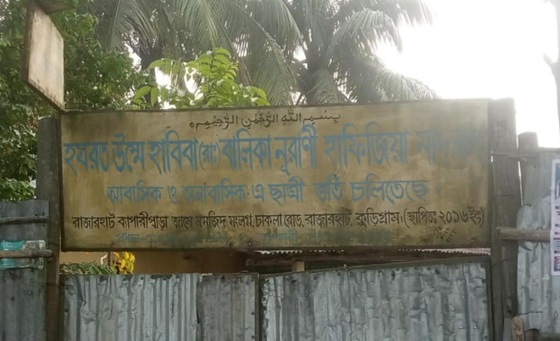 بسم الله الرحمن الرحيم
হযরত উম্মে হাবিবা (রাঃ) বালিকা নূরাণী হাফিজিয়া
আবাসিক ও অনাবাসিক-এ ছাত্রী ভর্তি চলিতেছে
রাজারহাট ব্যাপারীপাড়া জামে মসজিদ সংলগ্ন, চাকলা রোড, রাজারহাট, কুড়িগ্রাম। (স্থাপিতঃ ২০১৬ইং)